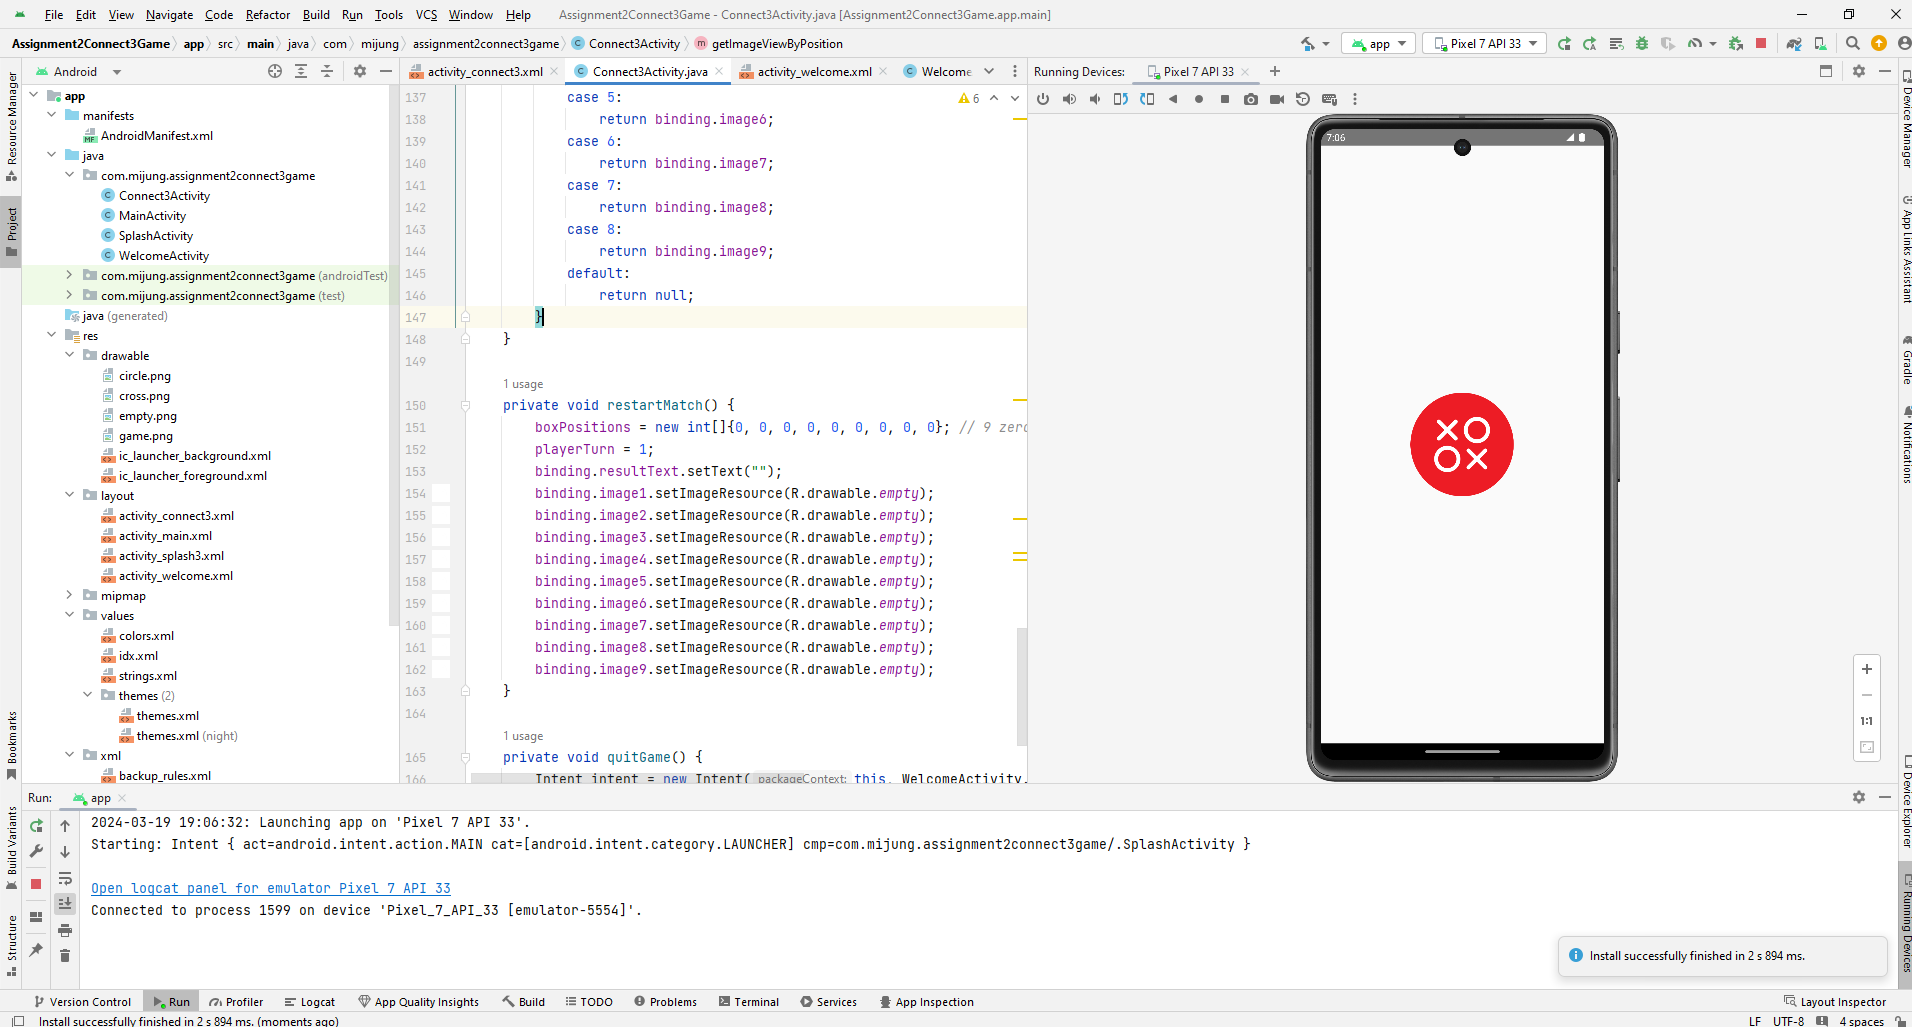 File Edit View Navigate Code Refactor Build Run Tools VCS Window Help Assignment2Connect3Game - Connect3Activity.java [Assignment2Connect3Game.app.main]
Assignment2Connect3Game app src main java com mijung assignment2connect3game Connect3Activity getImageViewByPosition app Pixel 7 API 33
Android activity_connect3.xml Connect3Activity.java activity_welcome.xml Welcome Running Devices: Pixel 7 API 33
Resource Manager
Project
Bookmarks
Build Variants
Structure
app
manifests
AndroidManifest.xml
java
com.mijung.assignment2connect3game
Connect3Activity
MainActivity
SplashActivity
WelcomeActivity
com.mijung.assignment2connect3game (androidTest)
com.mijung.assignment2connect3game (test)
java (generated)
res
drawable
circle.png
cross.png
empty.png
game.png
ic_launcher_background.xml
ic_launcher_foreground.xml
layout
activity_connect3.xml
activity_main.xml
activity_splash3.xml
activity_welcome.xml
mipmap
values
colors.xml
idx.xml
strings.xml
themes (2)
themes.xml
themes.xml (night)
xml
backup_rules.xml
6
137 case 5:
138 return binding.image6;
139 case 6:
140 return binding.image7;
141 case 7:
142 return binding.image8;
143 case 8:
144 return binding.image9;
145 default:
146 return null;
147 }
148 }
149
1 usage
150 private void restartMatch() {
151 boxPositions = new int[]{0, 0, 0, 0, 0, 0, 0, 0, 0}; // 9 zero
152 playerTurn = 1;
153 binding.resultText.setText("");
154 binding.image1.setImageResource(R.drawable.empty);
155 binding.image2.setImageResource(R.drawable.empty);
156 binding.image3.setImageResource(R.drawable.empty);
157 binding.image4.setImageResource(R.drawable.empty);
158 binding.image5.setImageResource(R.drawable.empty);
159 binding.image6.setImageResource(R.drawable.empty);
160 binding.image7.setImageResource(R.drawable.empty);
161 binding.image8.setImageResource(R.drawable.empty);
162 binding.image9.setImageResource(R.drawable.empty);
163 }
164
1 usage
165 private void quitGame() {
166 Intent intent = new Intent( packageContext: this, WelcomeActivity.
7:06
XO
OX
1:1
Device Manager
App Links Assistant
Gradle
Notifications
Device Explorer
Running Devices
Run: app
2024-03-19 19:06:32: Launching app on 'Pixel 7 API 33'.
Starting: Intent { act=android.intent.action.MAIN cat=[android.intent.category.LAUNCHER] cmp=com.mijung.assignment2connect3game/.SplashActivity }
Open logcat panel for emulator Pixel 7 API 33
Connected to process 1599 on device 'Pixel_7_API_33 [emulator-5554]'.
Install successfully finished in 2 s 894 ms.
Version Control Run Profiler Logcat App Quality Insights Build TODO Problems Terminal Services App Inspection Layout Inspector
Install successfully finished in 2 s 894 ms. (moments ago) LF UTF-8 4 spaces